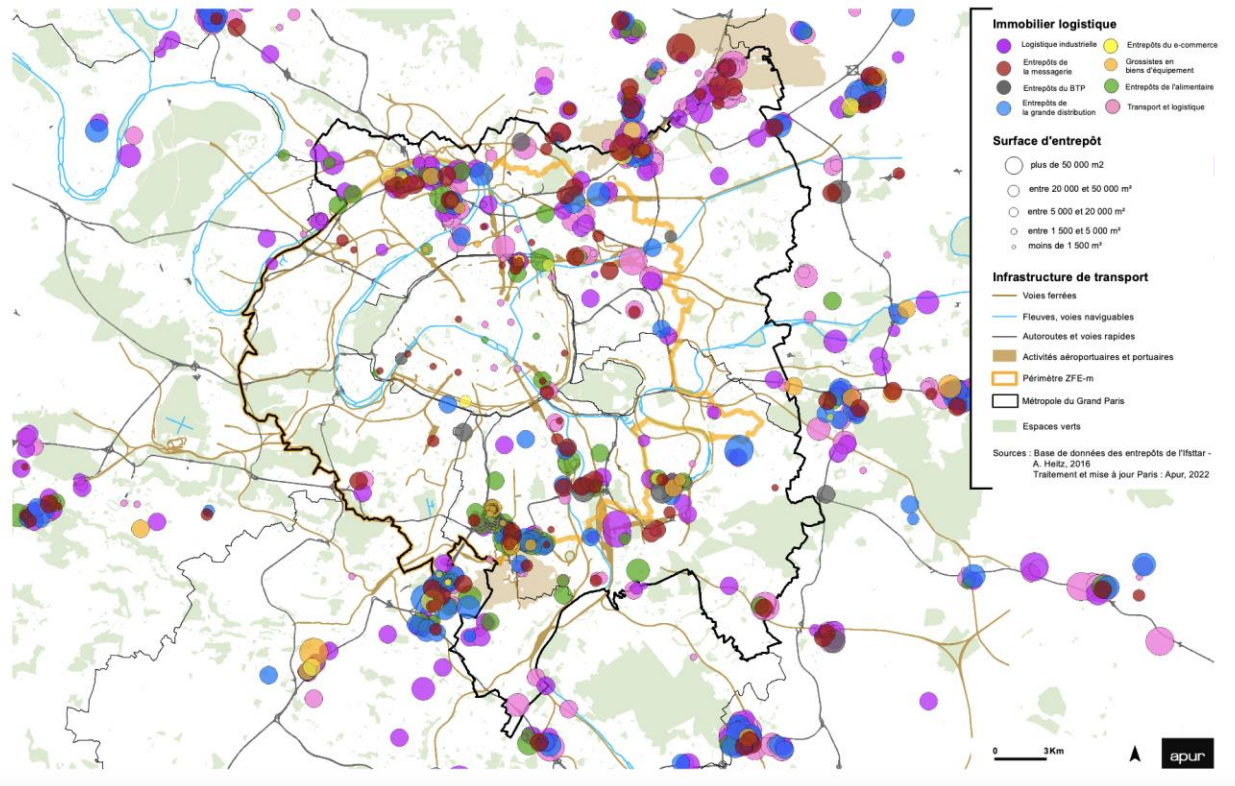 Immobilier logistique
Logistique industrielle
Entrepôts de
la messagerie
Entrepôts du BTP
Entrepôts de
la grande distribution
Entrepôts du e-commerce
Grossistes en
biens d'équipement
Entrepôts de l'alimentaire
Transport et logistique
Surface d'entrepôt
plus de 50 000 m2
entre 20 000 et 50 000 m²
entre 5 000 et 20 000 m²
entre 1 500 et 5 000 m²
moins de 1 500 m²
Infrastructure de transport
Voies ferrées
Fleuves, voies naviguables
Autoroutes et voies rapides
Activités aéroportuaires et portuaires
Périmètre ZFE-m
Métropole du Grand Paris
Espaces verts
Sources : Base de données des entrepôts de l'Ifsttar -
A. Heitz, 2016
Traitement et mise à jour Paris : Apur, 2022
0 3Km
apur